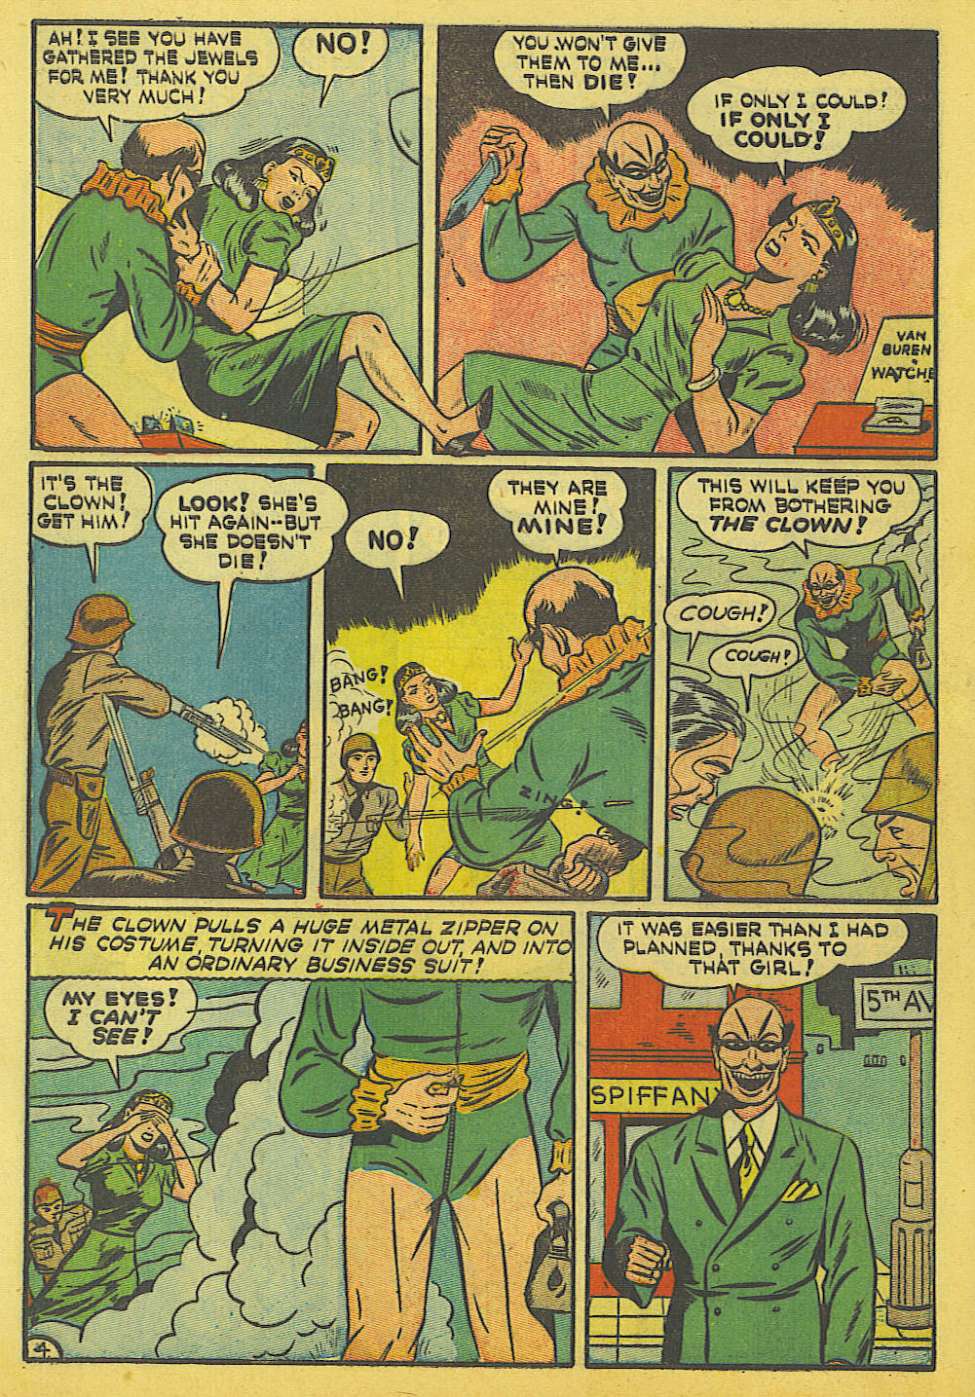 AH! I SEE YOU HAVE
GATHERED THE JEWELS
FOR ME! THANK YOU
VERY MUCH!
NO!
YOU WON'T GIVE
THEM TO ME...
THEN DIE!
IF ONLY I COULD!
IF ONLY I
COULD!
VAN
BUREN
WATCHE
IT'S THE
CLOWN!
GET HIM!
LOOK! SHE'S
HIT AGAIN--BUT
SHE DOESN'T
DIE!
NO!
THEY ARE
MINE!
MINE!
BANG!
BANG!
ZING!
THIS WILL KEEP YOU
FROM BOTHERING
THE CLOWN!
COUGH!
COUGH!
THE CLOWN PULLS A HUGE METAL ZIPPER ON
HIS COSTUME, TURNING IT INSIDE OUT, AND INTO
AN ORDINARY BUSINESS SUIT!
MY EYES!
I CAN'T
SEE!
4
IT WAS EASIER THAN I HAD
PLANNED, THANKS TO
THAT GIRL!
5TH AV
SPIFFAN